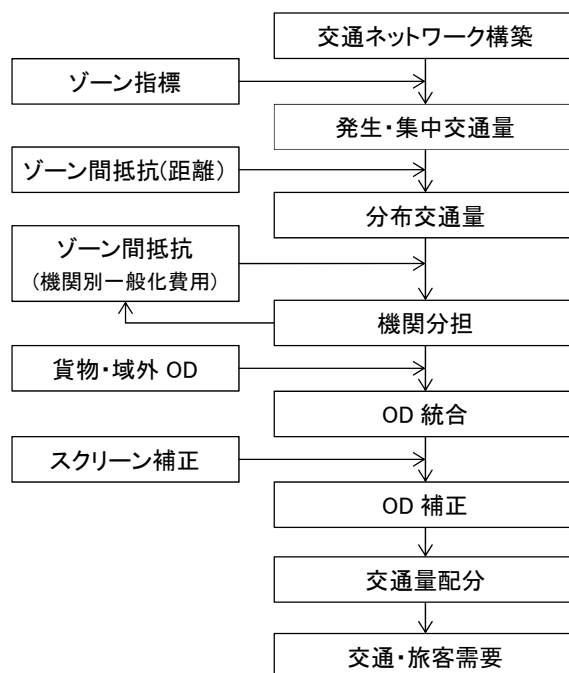 交通ネットワーク構築
ゾーン指標
発生・集中交通量
ゾーン間抵抗(距離)
分布交通量
ゾーン間抵抗
(機関別一般化費用)
機関分担
貨物・域外 OD
OD 統合
スクリーン補正
OD 補正
交通量配分
交通・旅客需要